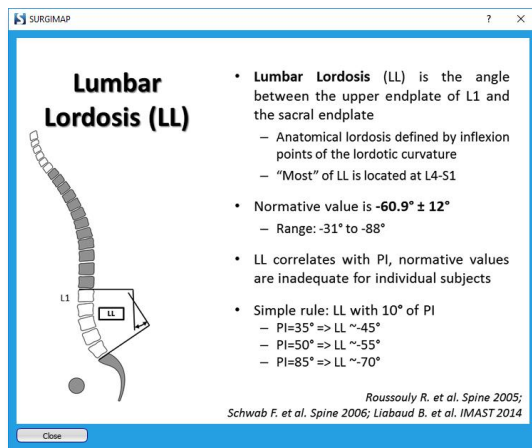 SURGIMAP
? ×
Lumbar
Lordosis (LL)
L1
LL
• Lumbar Lordosis (LL) is the angle
between the upper endplate of L1 and
the sacral endplate
– Anatomical lordosis defined by inflexion
points of the lordotic curvature
– “Most” of LL is located at L4-S1
• Normative value is -60.9° ± 12°
– Range: -31° to -88°
• LL correlates with PI, normative values
are inadequate for individual subjects
• Simple rule: LL with 10° of PI
– PI=35° => LL ~-45°
– PI=50° => LL ~-55°
– PI=85° => LL ~-70°
Roussouly R. et al. Spine 2005;
Schwab F. et al. Spine 2006; Liabaud B. et al. IMAST 2014
Close